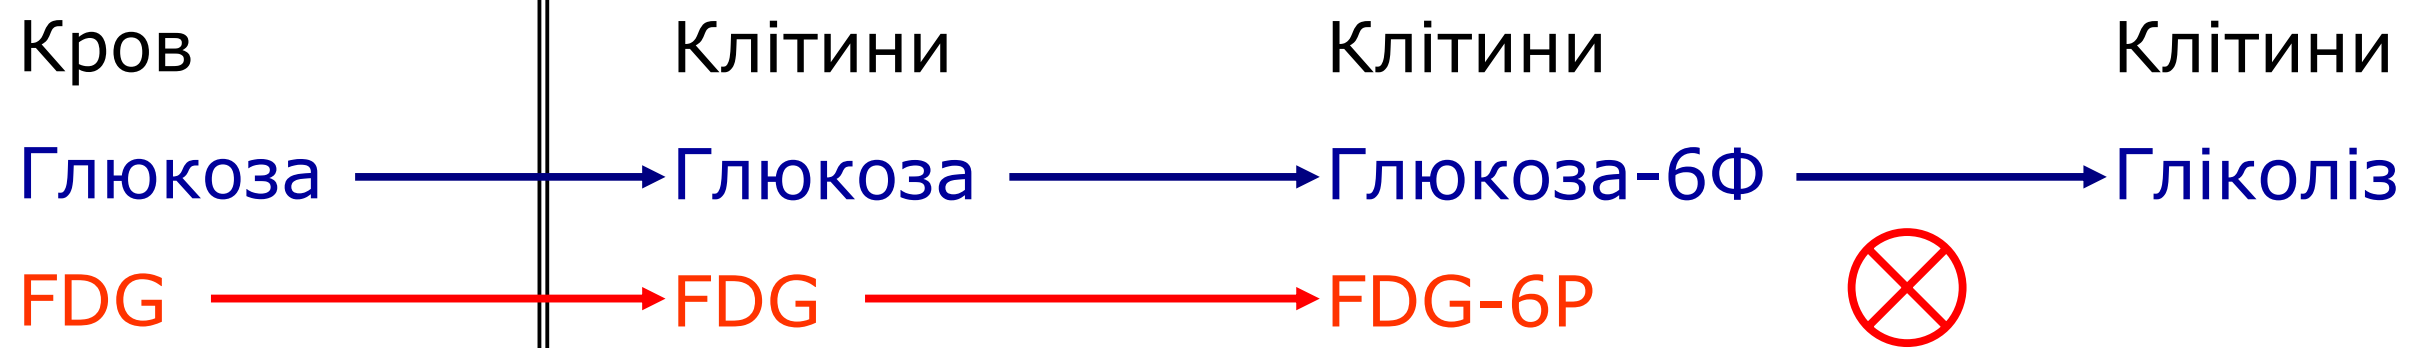 Кров Клітини Клітини Клітини
Глюкоза Глюкоза Глюкоза-6Ф Гліколіз
FDG FDG FDG-6P